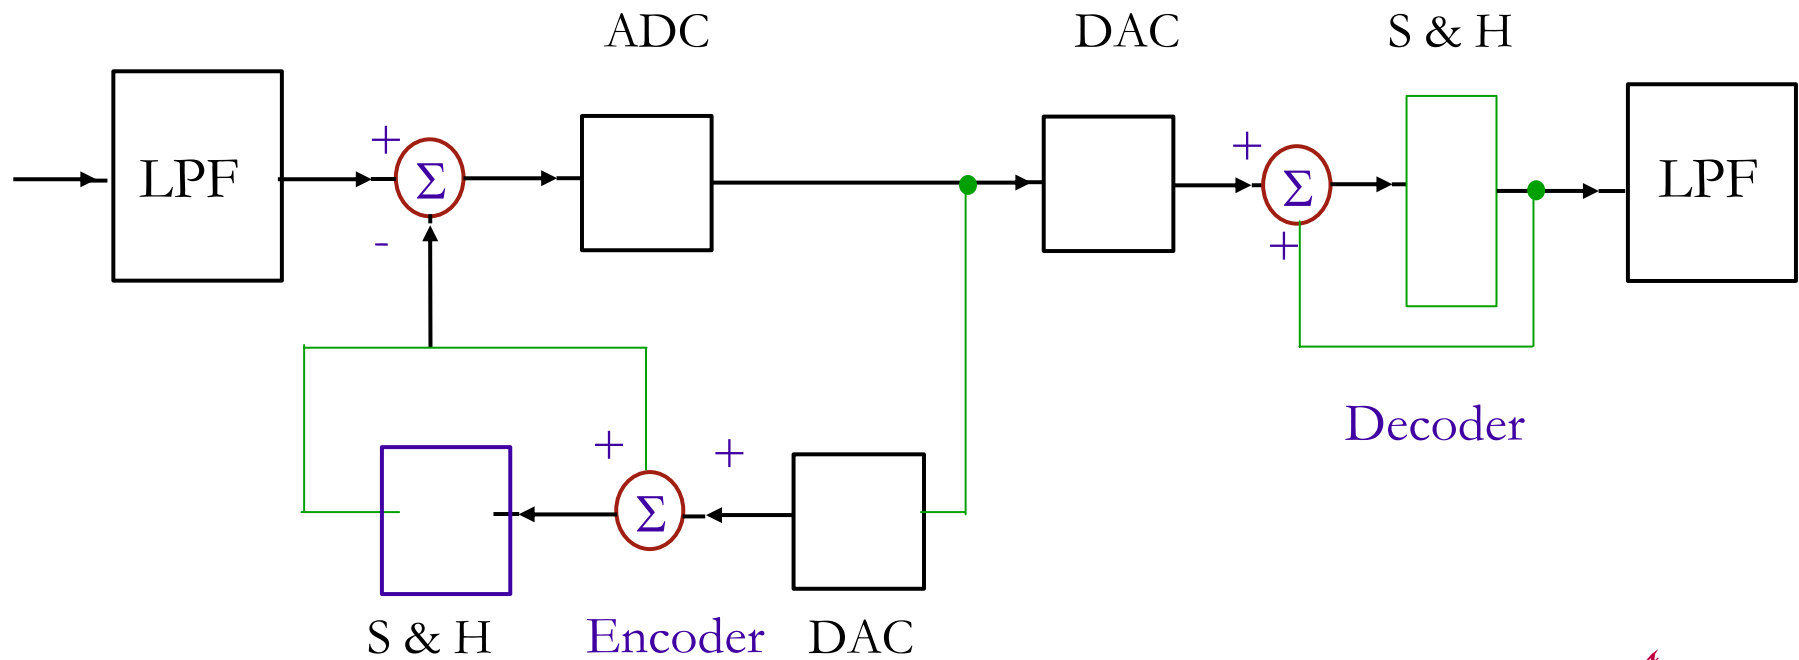 ADC DAC S & H
LPF + Σ + Σ LPF
- +
Decoder
+ +
Σ
S & H Encoder DAC